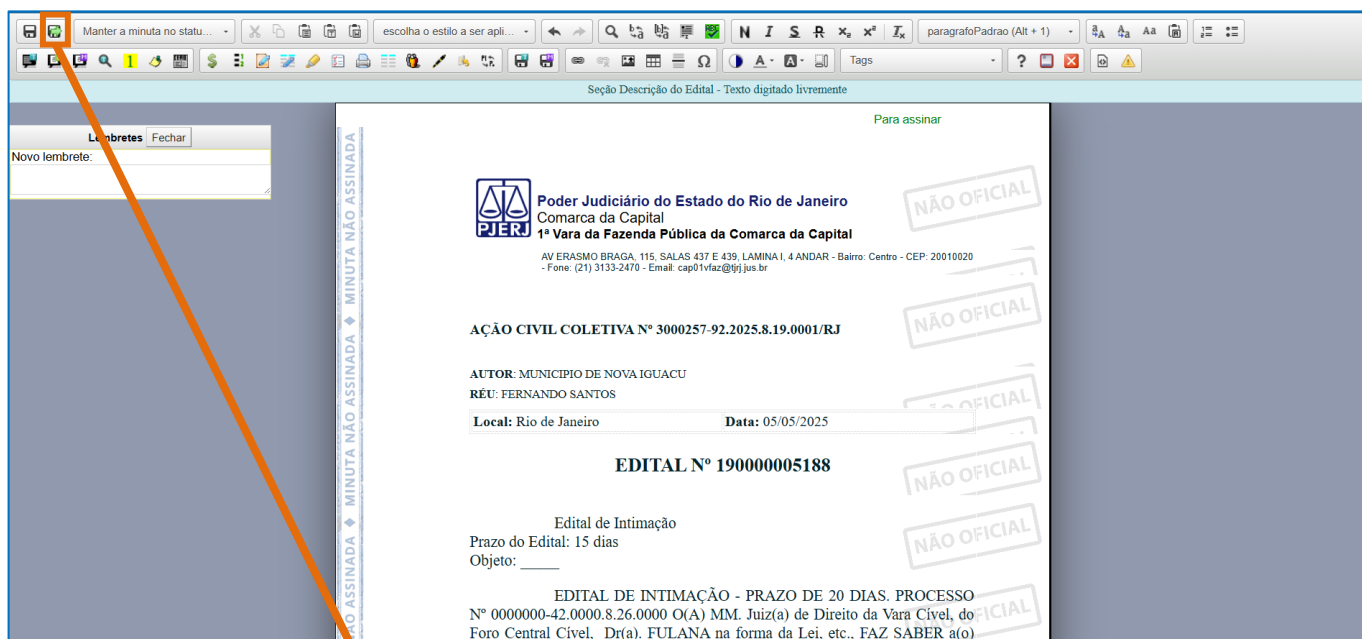 Manter a minuta no statu...
escolha o estilo a ser apli...
N I S R x₂ x² Tx
paragrafoPadrao (Alt + 1)
Tags
Seção Descrição do Edital - Texto digitado livremente
Lembretes Fechar
Novo lembrete:
Para assinar
MINUTA NÃO ASSINADA
MINUTA NÃO ASSINADA
NÃO OFICIAL
PJERJ
Poder Judiciário do Estado do Rio de Janeiro
Comarca da Capital
1ª Vara da Fazenda Pública da Comarca da Capital
AV ERASMO BRAGA, 115, SALAS 437 E 439, LAMINA I, 4 ANDAR - Bairro: Centro - CEP: 20010020
- Fone: (21) 3133-2470 - Email: cap01vfaz@tjrj.jus.br
NÃO OFICIAL
AÇÃO CIVIL COLETIVA Nº 3000257-92.2025.8.19.0001/RJ
AUTOR: MUNICIPIO DE NOVA IGUACU
RÉU: FERNANDO SANTOS
OFICIAL
Local: Rio de Janeiro Data: 05/05/2025
EDITAL Nº 190000005188
NÃO OFICIAL
Edital de Intimação
Prazo do Edital: 15 dias
NÃO OFICIAL
Objeto: _____
EDITAL DE INTIMAÇÃO - PRAZO DE 20 DIAS. PROCESSO
Nº 0000000-42.0000.8.26.0000 O(A) MM. Juiz(a) de Direito da Vara Cível, do
Foro Central Cível, Dr(a). FULANA na forma da Lei, etc., FAZ SABER a(o)